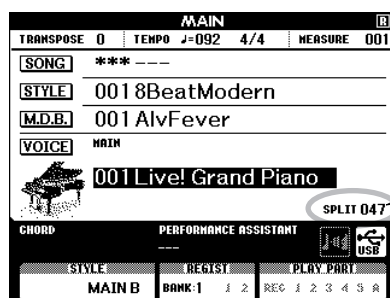 MAIN R
TRANSPOSE 0 TEMPO ♩=092 4/4 MEASURE 001
SONG *** ---
STYLE 001 8BeatModern
M.D.B. 001 AlvFever
VOICE MAIN
001 Live! Grand Piano
SPLIT 047
CHORD PERFORMANCE ASSISTANT
---
USB
STYLE REGIST PLAY PART
MAIN B BANK:1 1 2 REC 1 2 3 4 5 A